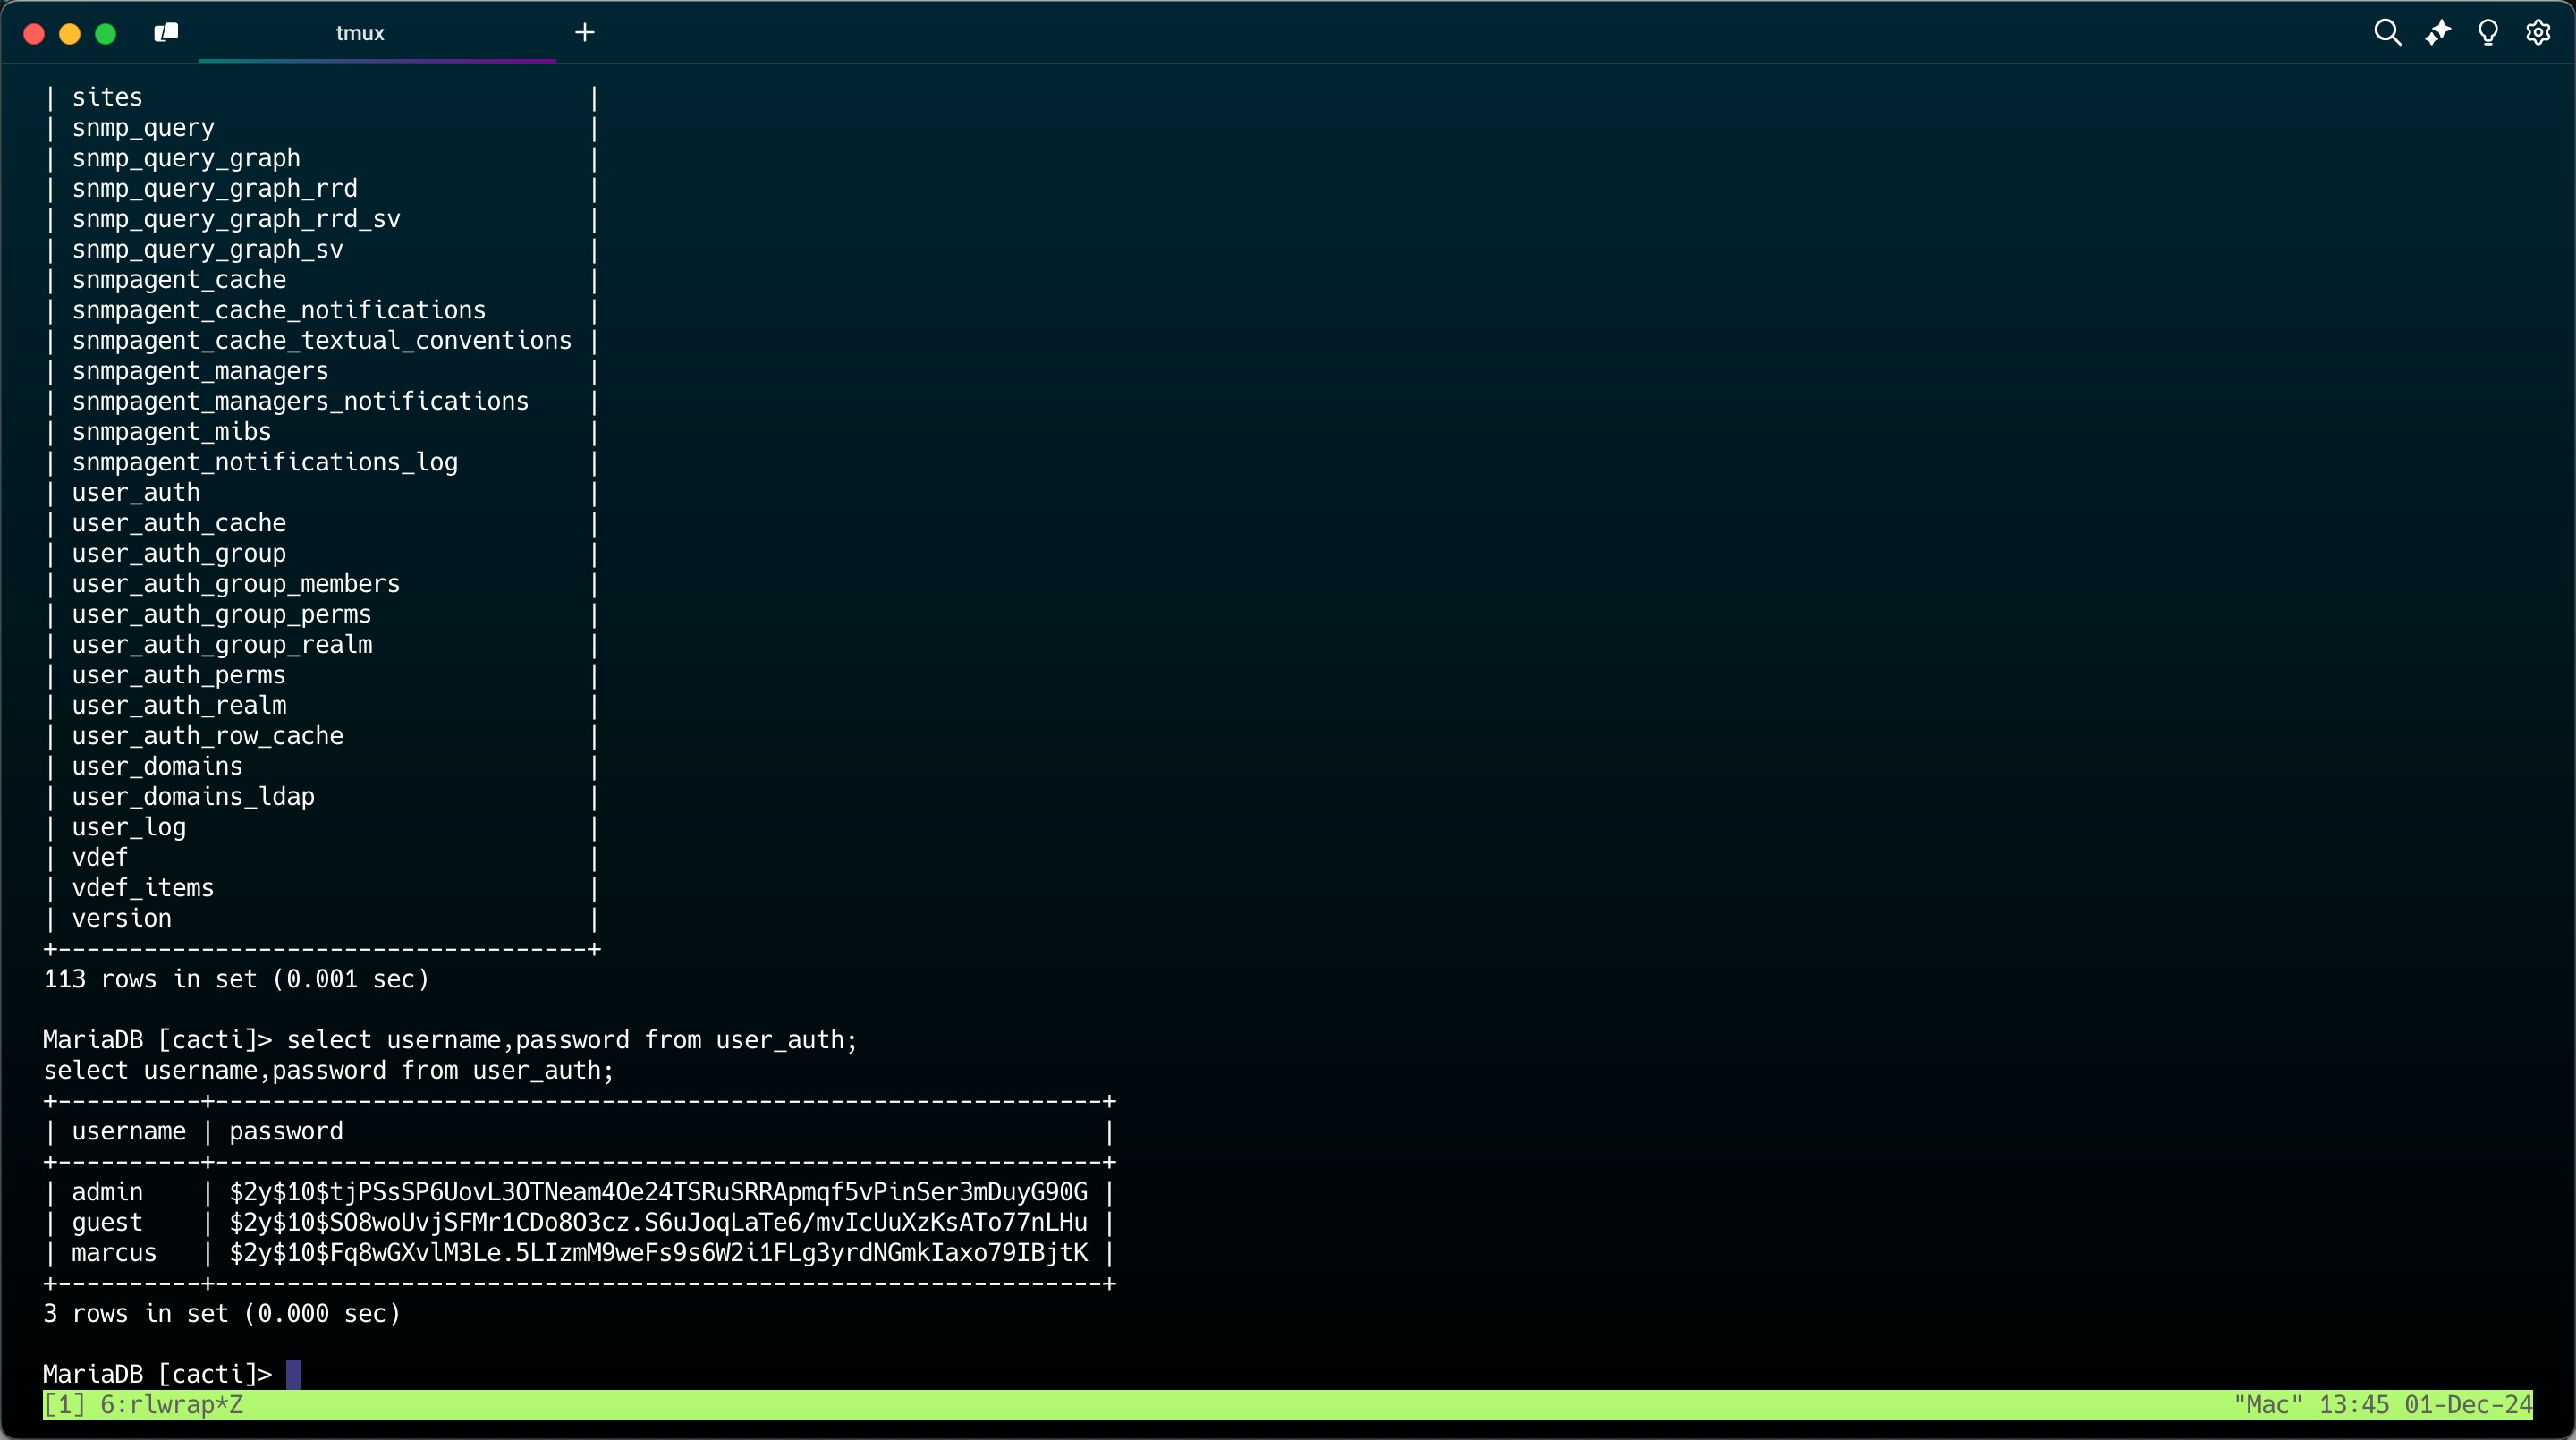 tmux
| sites |
| snmp_query |
| snmp_query_graph |
| snmp_query_graph_rrd |
| snmp_query_graph_rrd_sv |
| snmp_query_graph_sv |
| snmpagent_cache |
| snmpagent_cache_notifications |
| snmpagent_cache_textual_conventions |
| snmpagent_managers |
| snmpagent_managers_notifications |
| snmpagent_mibs |
| snmpagent_notifications_log |
| user_auth |
| user_auth_cache |
| user_auth_group |
| user_auth_group_members |
| user_auth_group_perms |
| user_auth_group_realm |
| user_auth_perms |
| user_auth_realm |
| user_auth_row_cache |
| user_domains |
| user_domains_ldap |
| user_log |
| vdef |
| vdef_items |
| version |
+-------------------------------------+
113 rows in set (0.001 sec)
MariaDB [cacti]> select username,password from user_auth;
select username,password from user_auth;
+----------+--------------------------------------------------------------+
| username | password |
+----------+--------------------------------------------------------------+
| admin | $2y$10$tjPSsSP6UovL3OTNeam4Oe24TSRuSRRApmqf5vPinSer3mDuyG90G |
| guest | $2y$10$SO8woUvjSFMr1CDo8O3cz.S6uJoqLaTe6/mvIcUuXzKsATo77nLHu |
| marcus | $2y$10$Fq8wGXvlM3Le.5LIzmM9weFs9s6W2i1FLg3yrdNGmkIaxo79IBjtK |
+----------+--------------------------------------------------------------+
3 rows in set (0.000 sec)
MariaDB [cacti]>
[1] 6:rlwrap*Z "Mac" 13:45 01-Dec-24